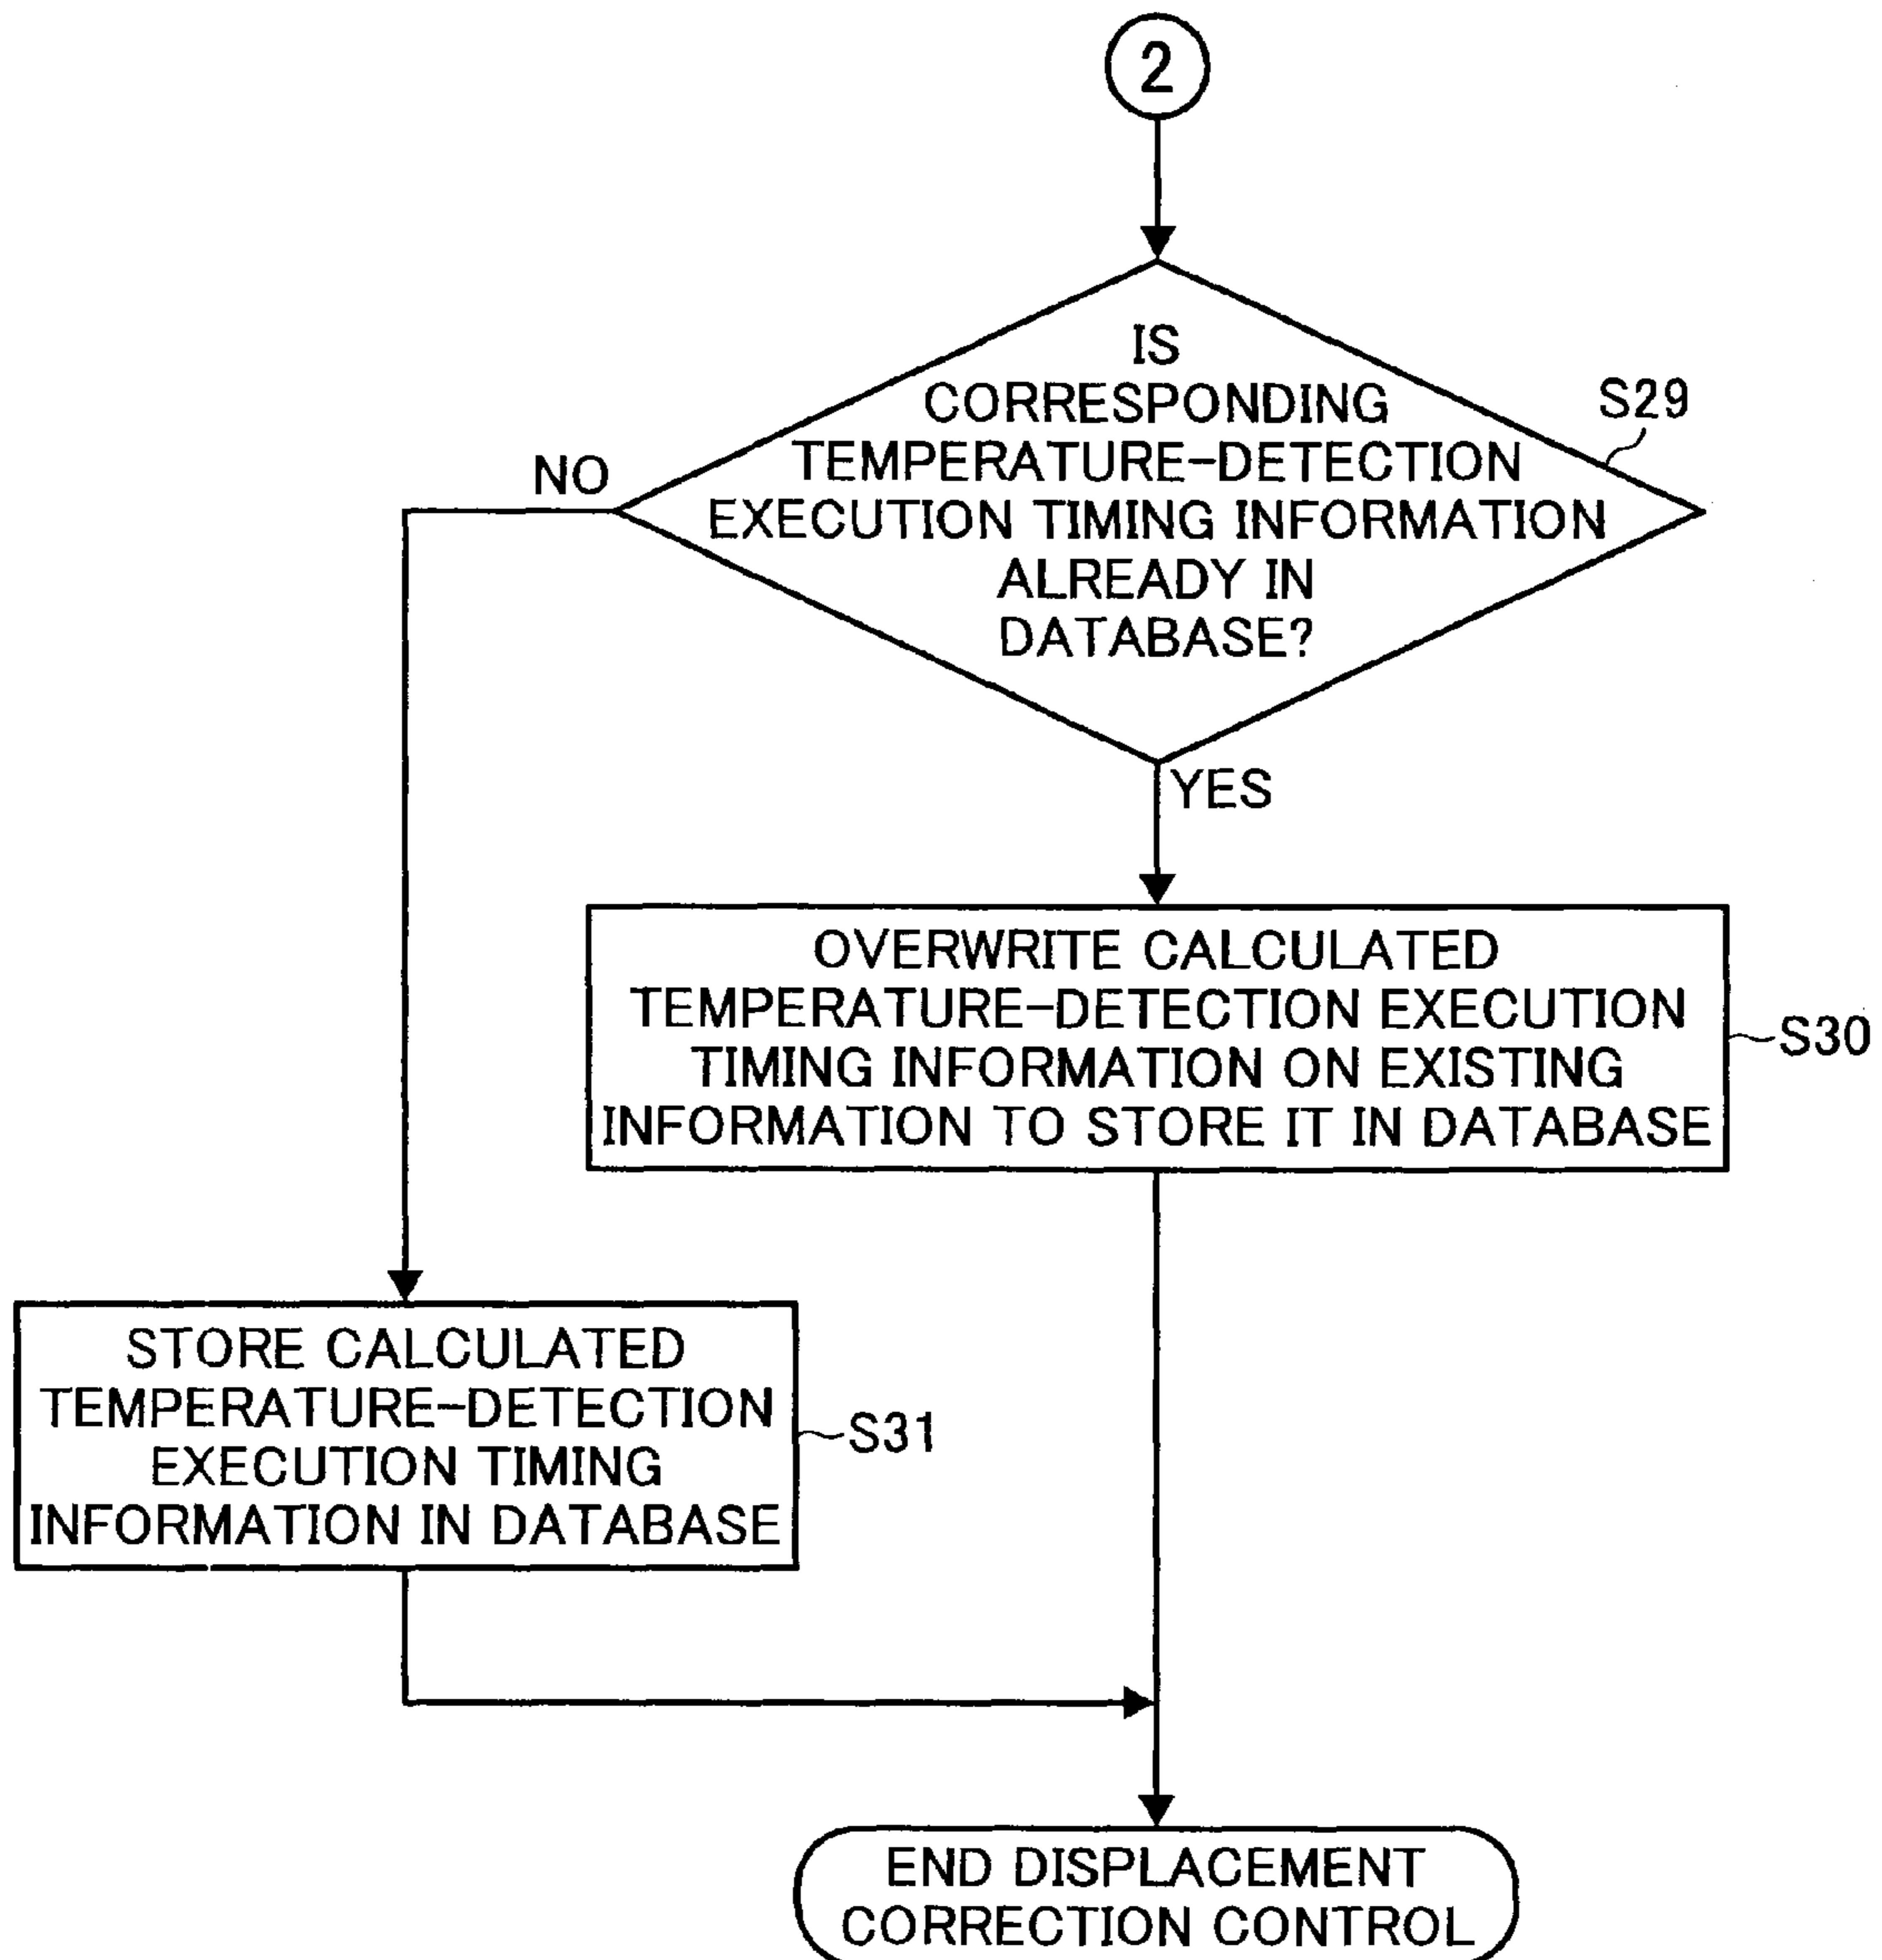 2
IS
CORRESPONDING
TEMPERATURE-DETECTION
EXECUTION TIMING INFORMATION
ALREADY IN
DATABASE?
S29
NO
YES
OVERWRITE CALCULATED
TEMPERATURE-DETECTION EXECUTION
TIMING INFORMATION ON EXISTING
INFORMATION TO STORE IT IN DATABASE
S30
STORE CALCULATED
TEMPERATURE-DETECTION
EXECUTION TIMING
INFORMATION IN DATABASE
S31
END DISPLACEMENT
CORRECTION CONTROL